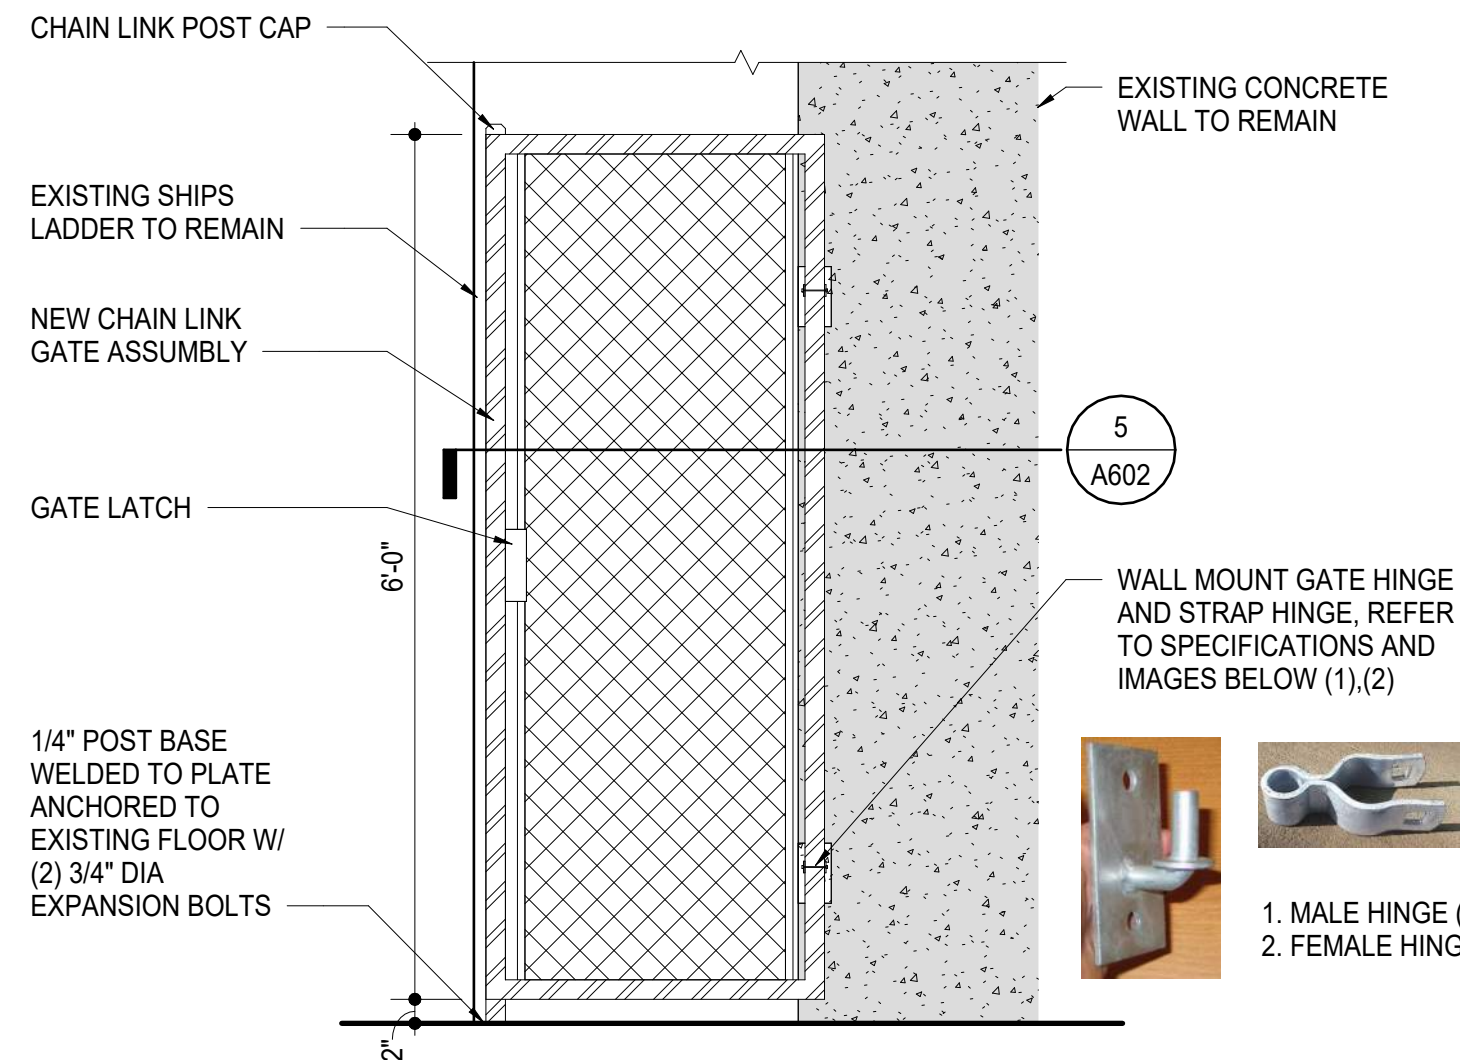 CHAIN LINK POST CAP
EXISTING CONCRETE
WALL TO REMAIN
EXISTING SHIPS
LADDER TO REMAIN
NEW CHAIN LINK
GATE ASSUMBLY
5
A602
GATE LATCH
6'-0"
WALL MOUNT GATE HINGE
AND STRAP HINGE, REFER
TO SPECIFICATIONS AND
IMAGES BELOW (1),(2)
1/4" POST BASE
WELDED TO PLATE
ANCHORED TO
EXISTING FLOOR W/
(2) 3/4" DIA
EXPANSION BOLTS
1. MALE HINGE (
2. FEMALE HING
2"